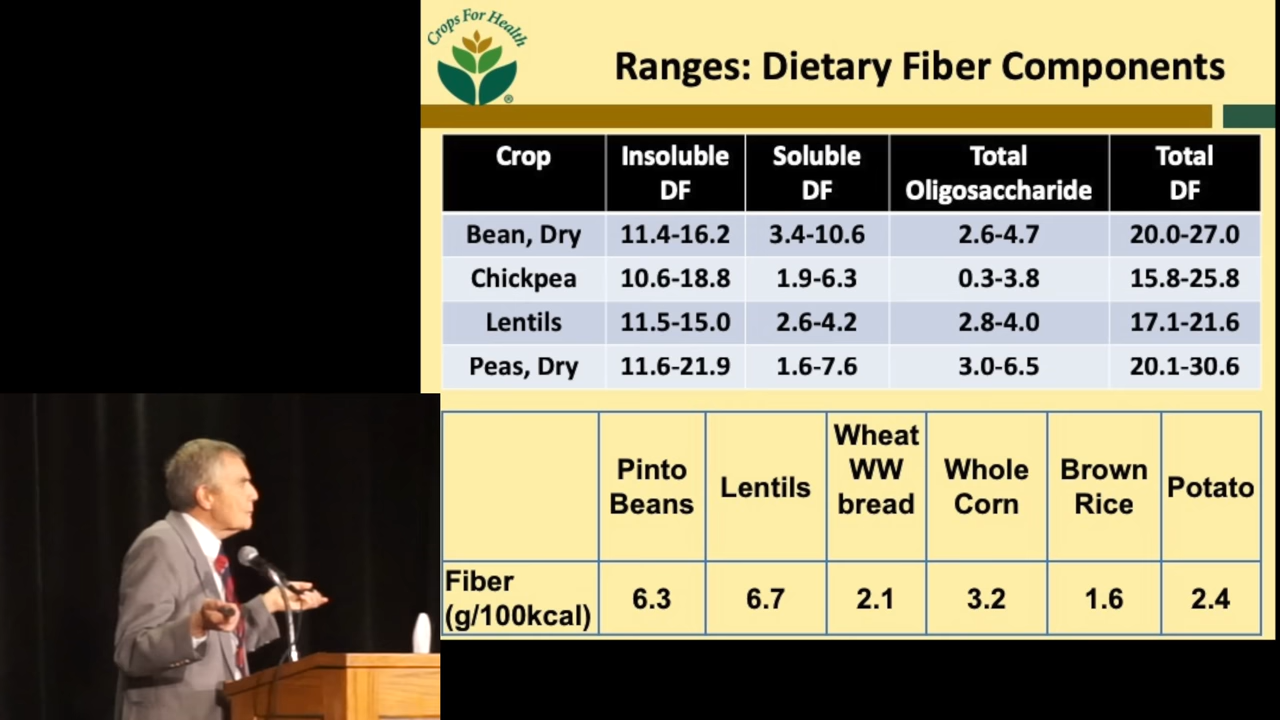 Crops For Health
®
Ranges: Dietary Fiber Components
Crop Insoluble DF Soluble DF Total Oligosaccharide Total DF
Bean, Dry 11.4-16.2 3.4-10.6 2.6-4.7 20.0-27.0
Chickpea 10.6-18.8 1.9-6.3 0.3-3.8 15.8-25.8
Lentils 11.5-15.0 2.6-4.2 2.8-4.0 17.1-21.6
Peas, Dry 11.6-21.9 1.6-7.6 3.0-6.5 20.1-30.6
Pinto Beans Lentils Wheat WW bread Whole Corn Brown Rice Potato
Fiber (g/100kcal) 6.3 6.7 2.1 3.2 1.6 2.4